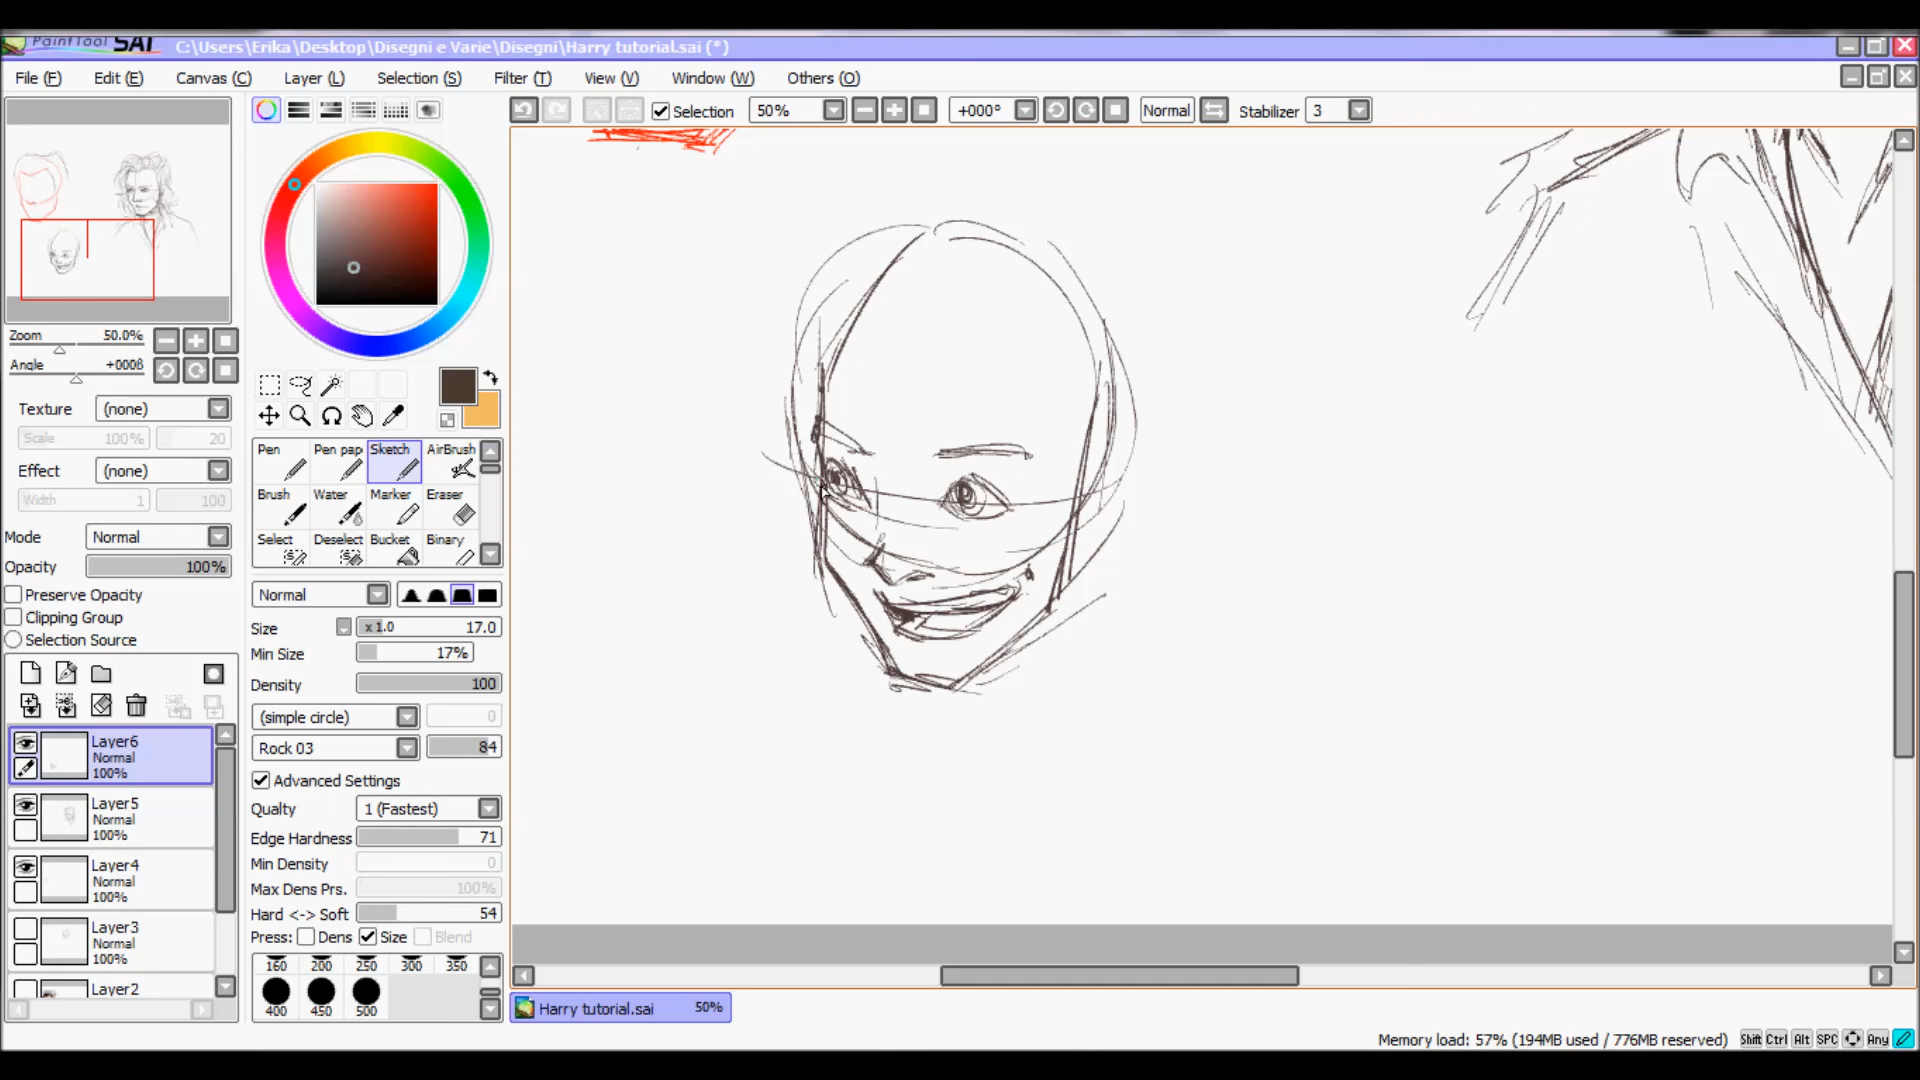 PaintTool SAI C:\Users\Erika\Desktop\Disegni e Varie\Disegni\Harry tutorial.sai (*)
File (F) Edit (E) Canvas (C) Layer (L) Selection (S) Filter (T) View (V) Window (W) Others (O)
Selection 50% +000° Normal Stabilizer 3
Zoom 50.0%
Angle +000ß
Texture (none)
Scale 100% 20
Effect (none)
Width 1 100
Mode Normal
Opacity 100%
Preserve Opacity
Clipping Group
Selection Source
Layer6
Normal
100%
Layer5
Normal
100%
Layer4
Normal
100%
Layer3
Normal
100%
Layer2
Pen Pen pap Sketch AirBrush
Brush Water Marker Eraser
Select Deselect Bucket Binary
Normal
Size x 1.0 17.0
Min Size 17%
Density 100
(simple circle) 0
Rock 03 84
Advanced Settings
Qualty 1 (Fastest)
Edge Hardness 71
Min Density 0
Max Dens Prs. 100%
Hard <-> Soft 54
Press: Dens Size Blend
160 200 250 300 350
400 450 500
Harry tutorial.sai 50%
Memory load: 57% (194MB used / 776MB reserved) Shift Ctrl Alt SPC Any